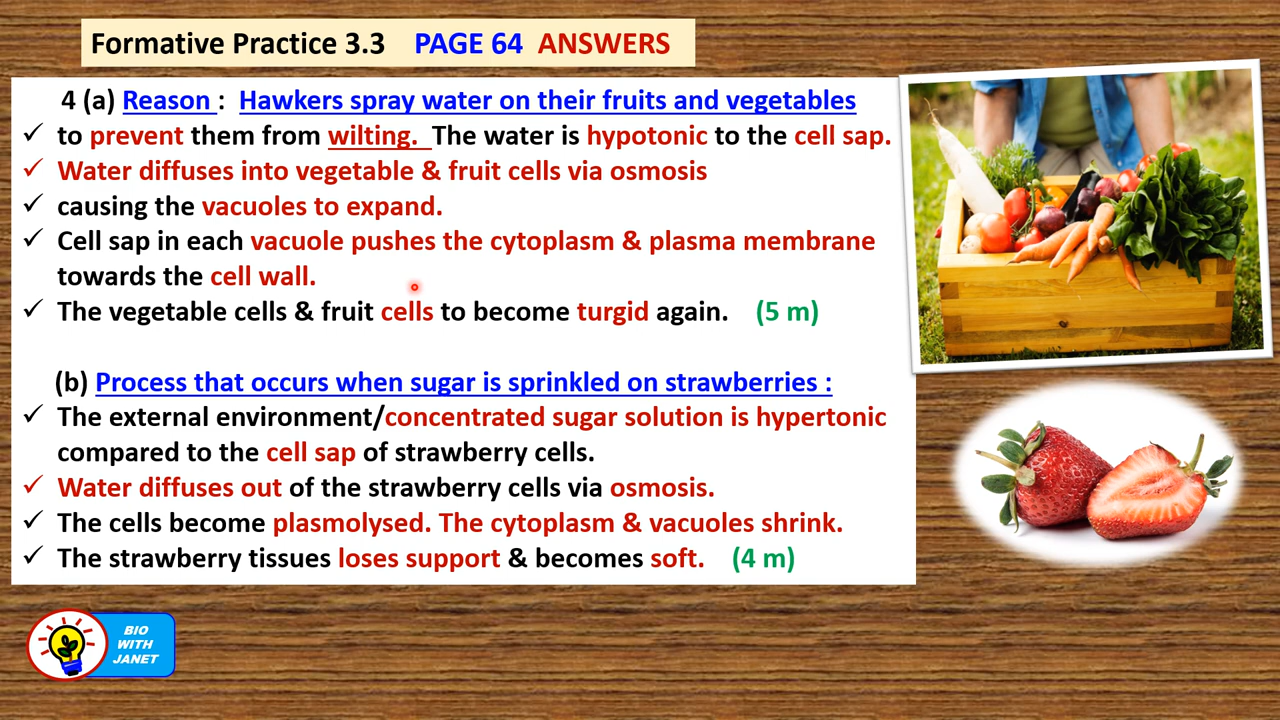 Formative Practice 3.3 PAGE 64 ANSWERS
4 (a) Reason : Hawkers spray water on their fruits and vegetables
✓ to prevent them from wilting. The water is hypotonic to the cell sap.
✓ Water diffuses into vegetable & fruit cells via osmosis
✓ causing the vacuoles to expand.
✓ Cell sap in each vacuole pushes the cytoplasm & plasma membrane
towards the cell wall.
✓ The vegetable cells & fruit cells to become turgid again. (5 m)
(b) Process that occurs when sugar is sprinkled on strawberries :
✓ The external environment/concentrated sugar solution is hypertonic
compared to the cell sap of strawberry cells.
✓ Water diffuses out of the strawberry cells via osmosis.
✓ The cells become plasmolysed. The cytoplasm & vacuoles shrink.
✓ The strawberry tissues loses support & becomes soft. (4 m)
BIO
WITH
JANET